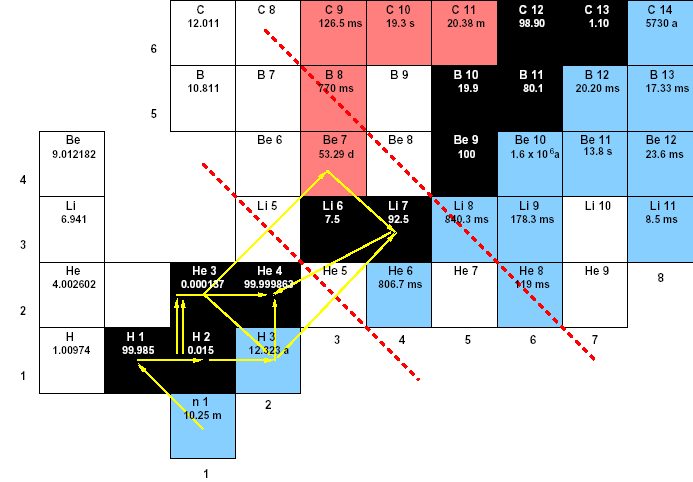 C C 8 C 9 C 10 C 11 C 12 C 13 C 14
12.011 126.5 ms 19.3 s 20.38 m 98.90 1.10 5730 a
6
B B 7 B 8 B 9 B 10 B 11 B 12 B 13
10.811 770 ms 19.9 80.1 20.20 ms 17.33 ms
5
Be Be 6 Be 7 Be 8 Be 9 Be 10 Be 11 Be 12
9.012182 53.29 d 100 1.6 x 10⁶a 13.8 s 23.6 ms
4
Li Li 5 Li 6 Li 7 Li 8 Li 9 Li 10 Li 11
6.941 7.5 92.5 840.3 ms 178.3 ms 8.5 ms
3
He He 3 He 4 He 5 He 6 He 7 He 8 He 9 8
4.002602 0.000137 99.999863 806.7 ms 119 ms
2
H H 1 H 2 H 3 3 4 5 6 7
1.00974 99.985 0.015 12.323 a
1
n 1 2
10.25 m
1